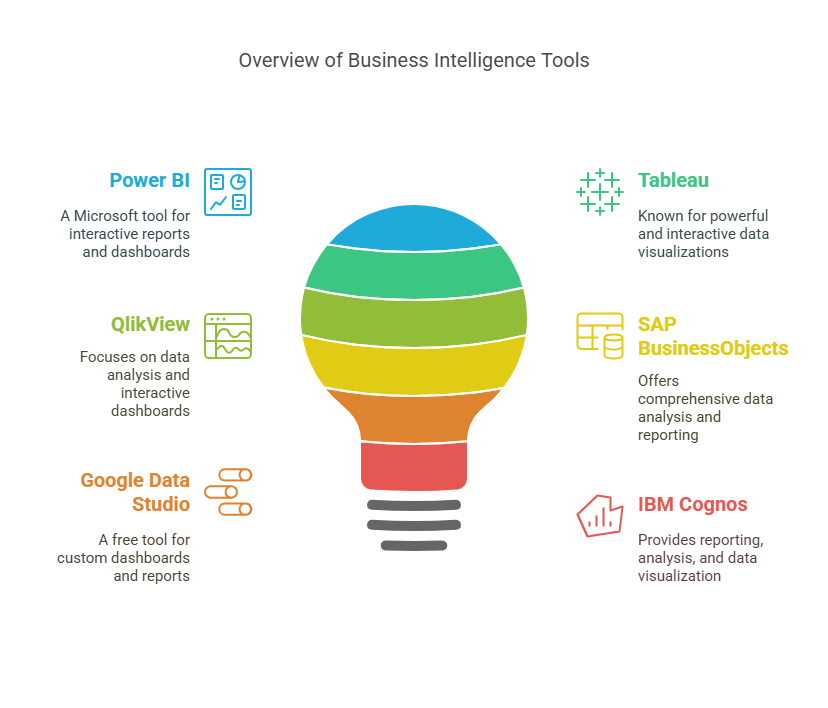 Overview of Business Intelligence Tools
Power BI
A Microsoft tool for
interactive reports
and dashboards
Tableau
Known for powerful
and interactive data
visualizations
QlikView
Focuses on data
analysis and
interactive
dashboards
SAP
BusinessObjects
Offers
comprehensive data
analysis and
reporting
Google Data
Studio
A free tool for
custom dashboards
and reports
IBM Cognos
Provides reporting,
analysis, and data
visualization